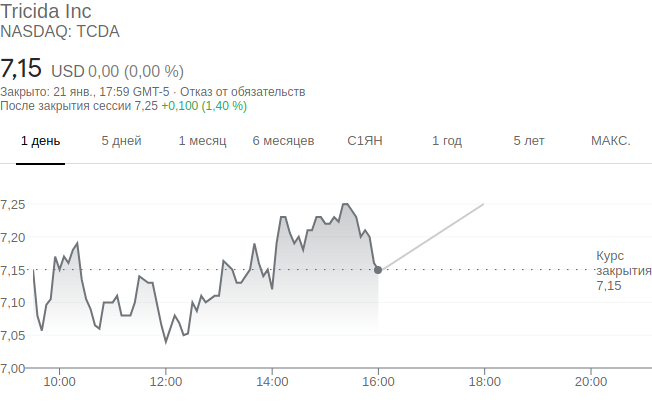 Tricida Inc
NASDAQ: TCDA
7,15 USD 0,00 (0,00 %)
Закрыто: 21 янв., 17:59 GMT-5 · Отказ от обязательств
После закрытия сессии 7,25 +0,100 (1,40 %)
1 день 5 дней 1 месяц 6 месяцев С1ЯН 1 год 5 лет МАКС.
7,25
7,20
7,15
7,10
7,05
7,00
Курс
закрытия
7,15
10:00 12:00 14:00 16:00 18:00 20:00